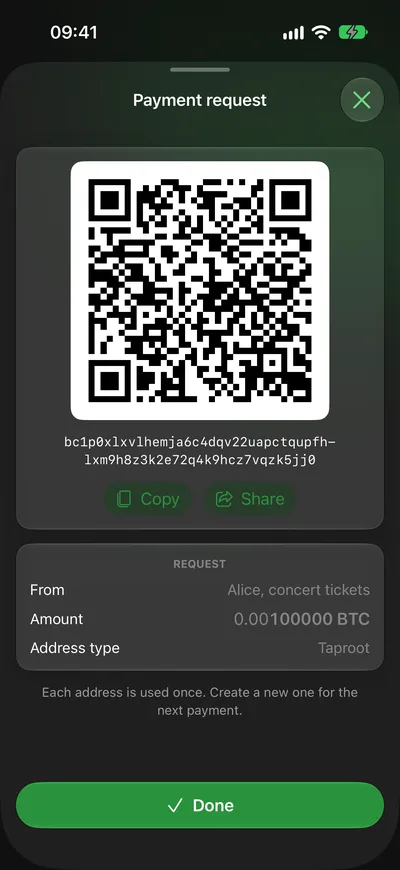 09:41
Payment request
bc1p0xlxvlhemja6c4dqv22uapctqupfh-
lxm9h8z3k2e72q4k9hcz7vqzk5jj0
Copy Share
REQUEST
From Alice, concert tickets
Amount 0.00100000 BTC
Address type Taproot
Each address is used once. Create a new one for the
next payment.
Done